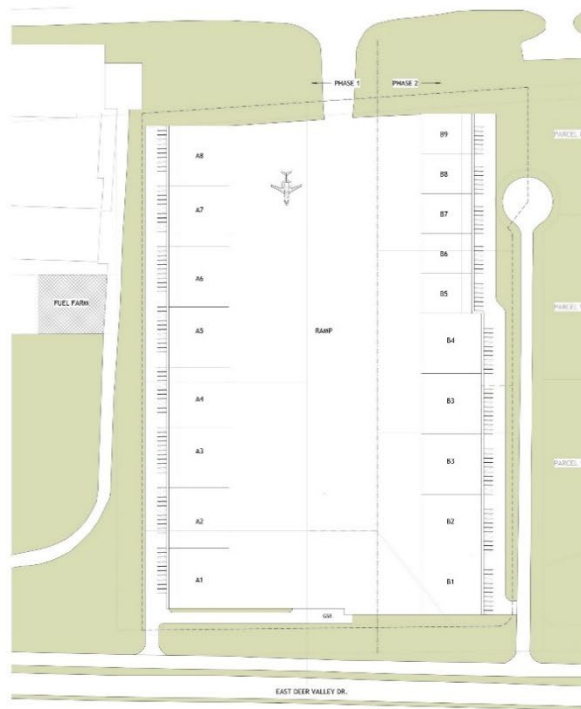 PHASE 1
PHASE 2
A8
B9
PARCEL
B8
A7
B7
A6
B6
FUEL FARM
B5
PARCEL
A5
RAMP
B4
A4
B3
A3
B3
PARCEL
A2
B2
A1
B1
EAST DEER VALLEY DR.